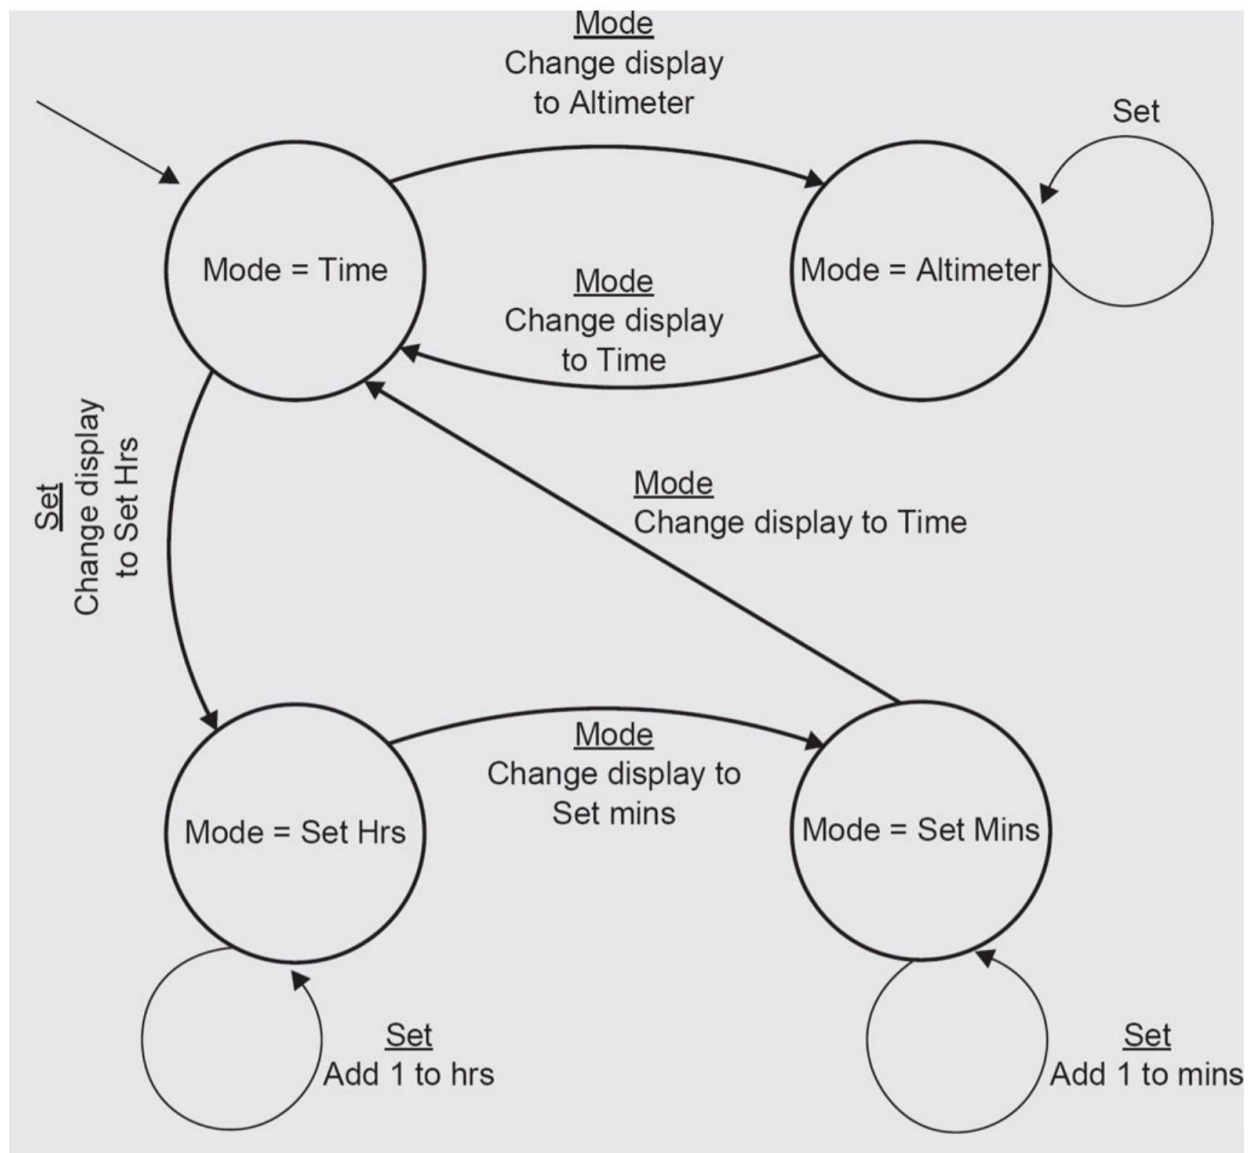 Mode
Change display
to Altimeter
Set
Mode = Time
Mode = Altimeter
Mode
Change display
to Time
Set
Change display
to Set Hrs
Mode
Change display to Time
Mode
Change display to
Set mins
Mode = Set Hrs
Mode = Set Mins
Set
Add 1 to hrs
Set
Add 1 to mins